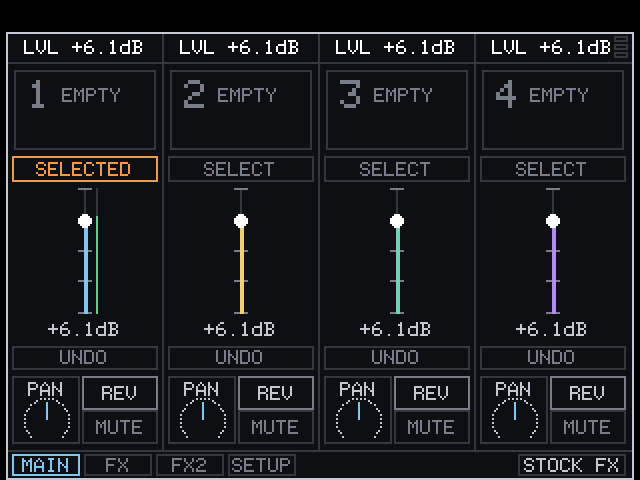 LVL +6.1dB LVL +6.1dB LVL +6.1dB LVL +6.1dB
1 EMPTY 2 EMPTY 3 EMPTY 4 EMPTY
SELECTED SELECT SELECT SELECT
+6.1dB +6.1dB +6.1dB +6.1dB
UNDO UNDO UNDO UNDO
PAN REV PAN REV PAN REV PAN REV
MUTE MUTE MUTE MUTE
MAIN FX FX2 SETUP STOCK FX